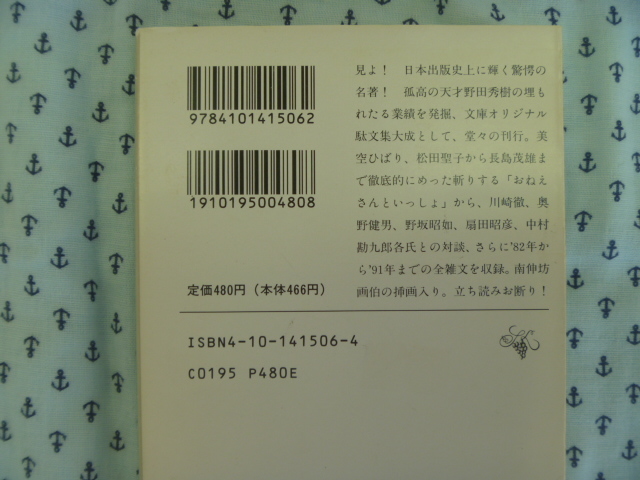 9784101415062
1910195004808
定価480円（本体466円）
見よ！　日本出版史上に輝く驚愕の
名著！　孤高の天才野田秀樹の埋も
れたる業績を発掘、文庫オリジナル
駄文集大成として、堂々の刊行。美
空ひばり、松田聖子から長島茂雄ま
で徹底的にめった斬りする「おねえ
さんといっしょ」から、川崎徹、奥
野健男、野坂昭如、扇田昭彦、中村
勘九郎各氏との対談、さらに’82年か
ら’91年までの全雑文を収録。南伸坊
画伯の挿画入り。立ち読みお断り！
ISBN4-10-141506-4
C0195 P480E